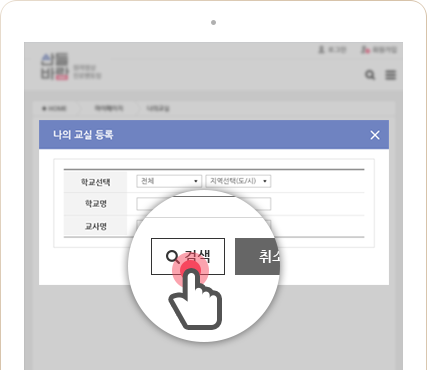 산들
바람
로그인
회원가입
HOME
마이페이지
나의교실
나의 교실 등록
학교선택
전체
지역선택(도/시)
학교명
교사명
검색
취소